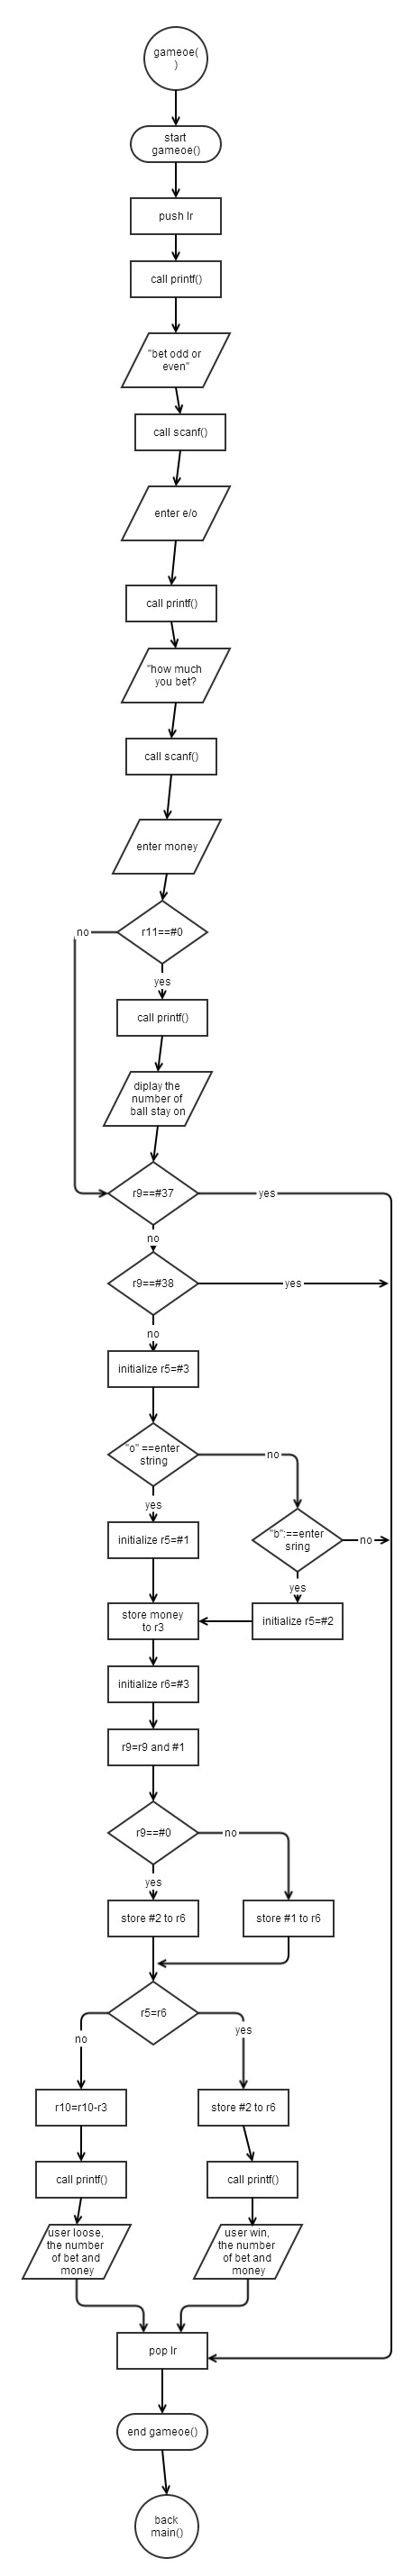 gameoe(
)
start
gameoe()
push lr
call printf()
"bet odd or
even"
call scanf()
enter e/o
call printf()
"how much
you bet?
call scanf()
enter money
r11==#0
no
yes
call printf()
diplay the
number of
ball stay on
r9==#37
yes
no
r9==#38
yes
no
initialize r5=#3
"o" ==enter
string
no
yes
"b":==enter
sring
no
yes
initialize r5=#1
store money
to r3
initialize r5=#2
initialize r6=#3
r9=r9 and #1
r9==#0
no
yes
store #2 to r6
store #1 to r6
r5=r6
no
yes
r10=r10-r3
store #2 to r6
call printf()
call printf()
user loose,
the number
of bet and
money
user win,
the number
of bet and
money
pop lr
end gameoe()
back
main()